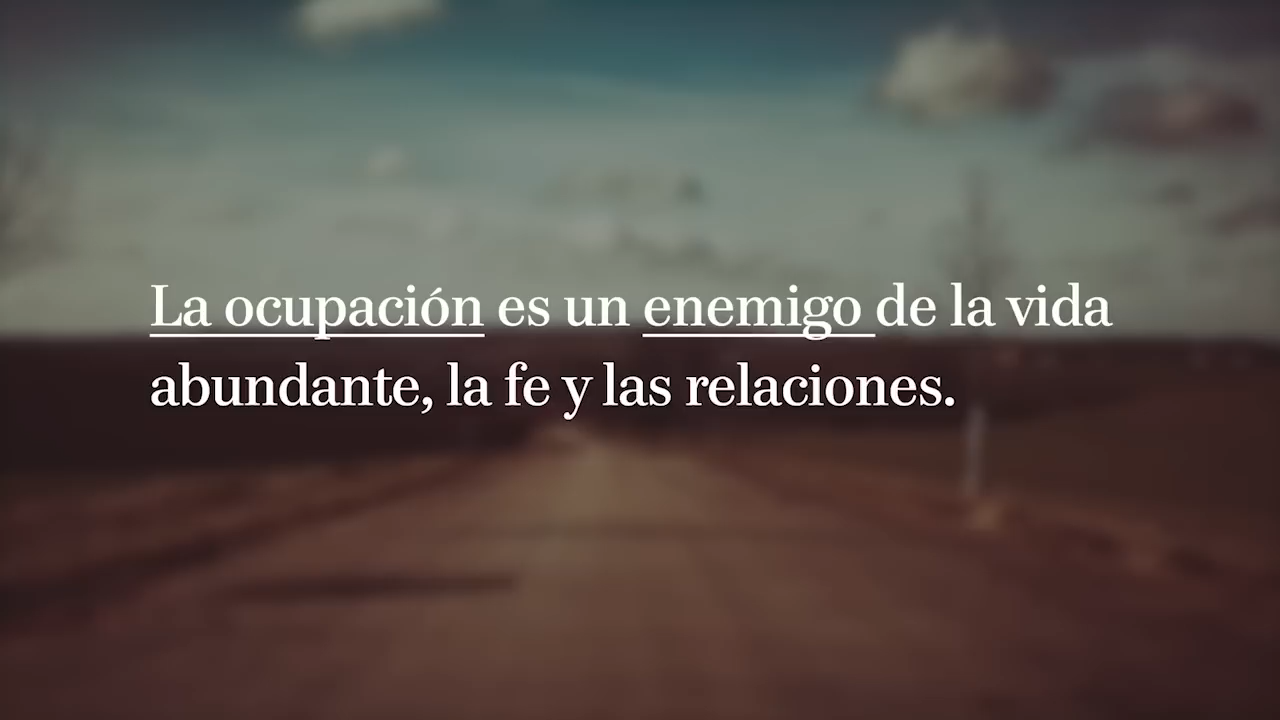 La ocupación es un enemigo de la vida
abundante, la fe y las relaciones.